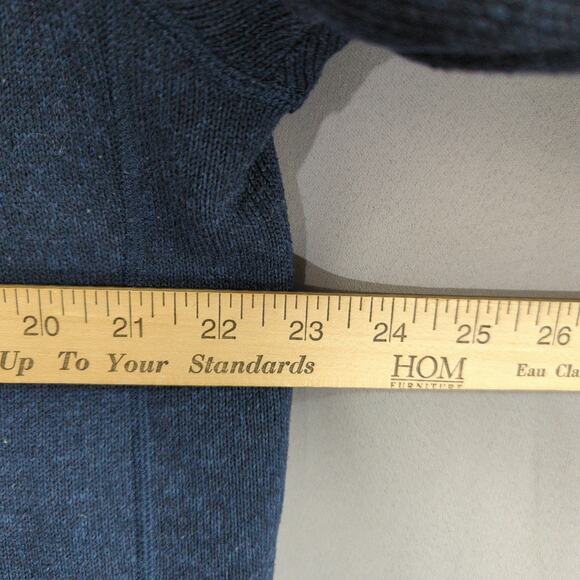 20 21 22 23 24 25 26
Up To Your Standards HOM Eau Cla
FURNITURE